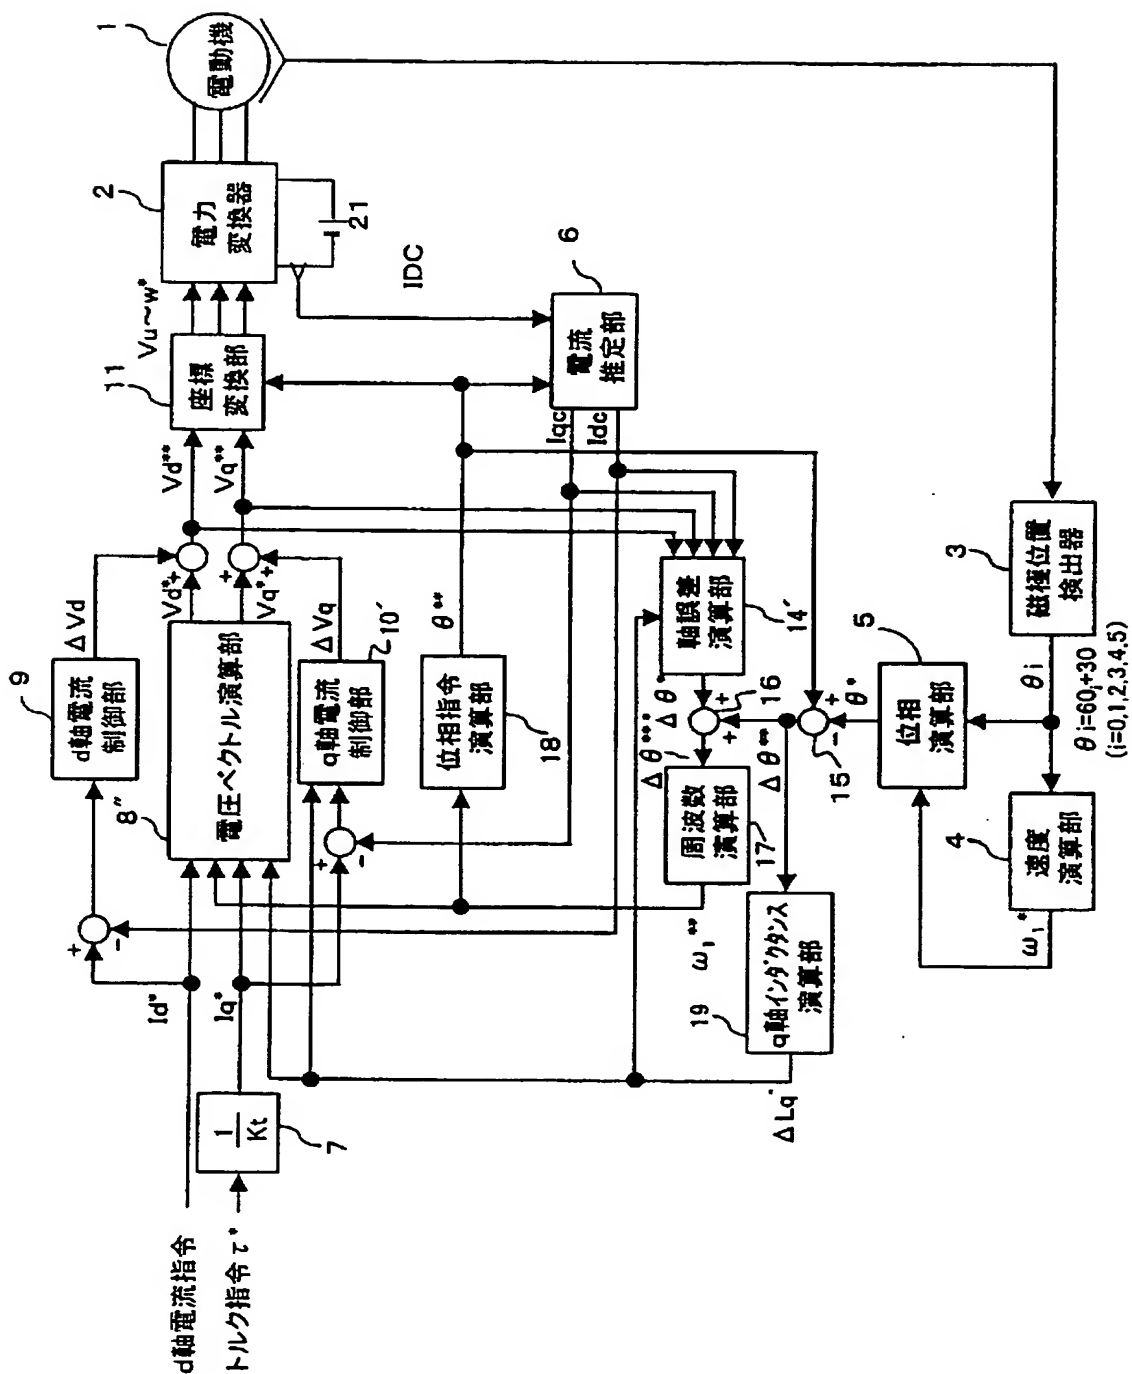 d軸電流指令
トルク指令 τ*
1
Kt
7
Id*
Iq*
9
d軸電流
制御部
ΔVd
8"
電圧ベクトル演算部
Vd*
+
Vq*
+
+
+
Vd**
Vq**
11
座標
変換部
Vu～w*
2
電力
変換器
1
電動機
21
IDC
+
-
+
-
q軸電流
制御部
10'
ΔVq
位相指令
演算部
18
θ**
6
電流
推定部
Iqc
Idc
軸誤差
演算部
14'
Δθ*
+
+
16
Δθ***
周波数
演算部
17
ω₁**
Δθ**
+
-
15
θ*
19
q軸インダクタンス
演算部
ΔLq*
5
位相
演算部
3
磁極位置
検出器
θi
θi=60i+30
(i=0,1,2,3,4,5)
4
速度
演算部
ω₁*